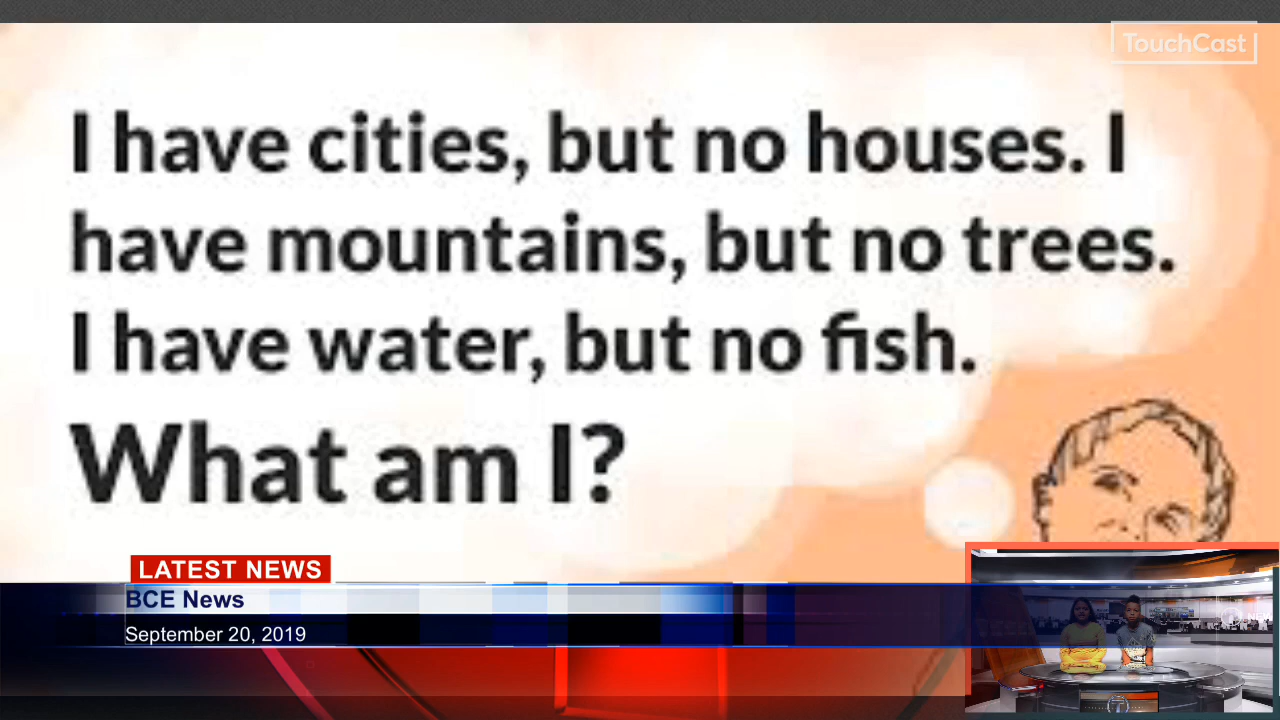 TouchCast
I have cities, but no houses. I
have mountains, but no trees.
I have water, but no fish.
What am I?
LATEST NEWS
BCE News
September 20, 2019